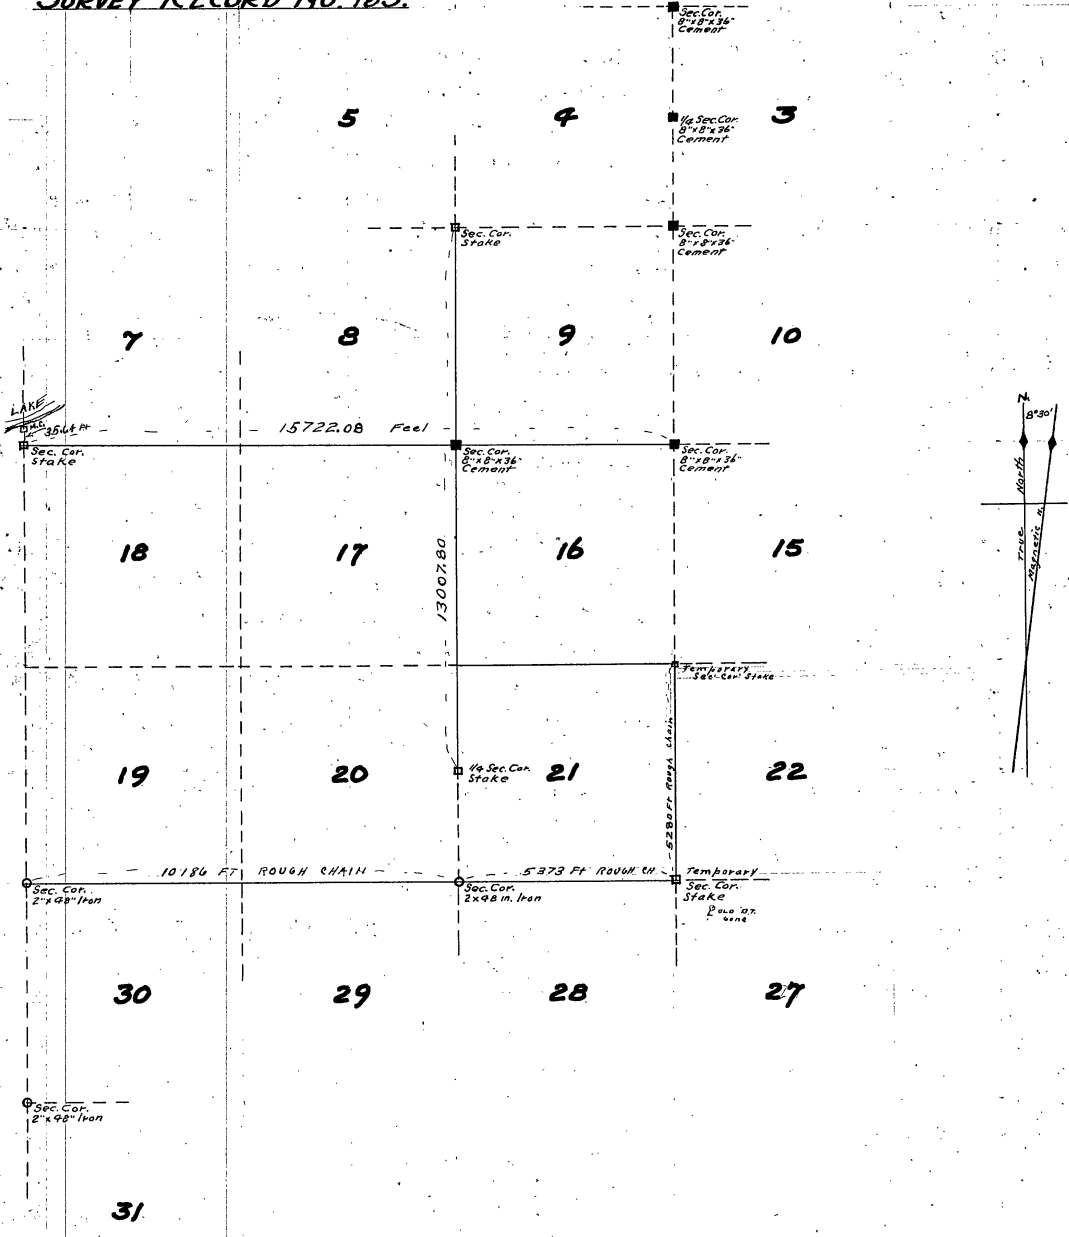 SURVEY RECORD NO. 183.
Sec. Cor.
8"x8"x36"
Cement
5
4
1/4 Sec. Cor.
8"x8"x36"
Cement
3
Sec. Cor.
Stake
Sec. Cor.
8"x8"x36"
Cement
7
8
9
10
LAKE
M.C.
15722.08 Feet
Sec. Cor.
Stake
Sec. Cor.
8"x8"x36"
Cement
Sec. Cor.
8"x8"x36"
Cement
N.
8°30'
True North
Magnetic N.
18
17
13007.80
16
15
Temporary
Sec. Cor. Stake
19
20
1/4 Sec. Cor.
Stake
21
5280 Ft Rough Chain
22
10186 FT ROUGH CHAIN
5373 Ft ROUGH CH
Temporary
Sec. Cor.
Stake
OLD B.T.
Gone
Sec. Cor.
2"x48" Iron
Sec. Cor.
2x48 in. Iron
30
29
28
27
Sec. Cor.
2"x48" Iron
31